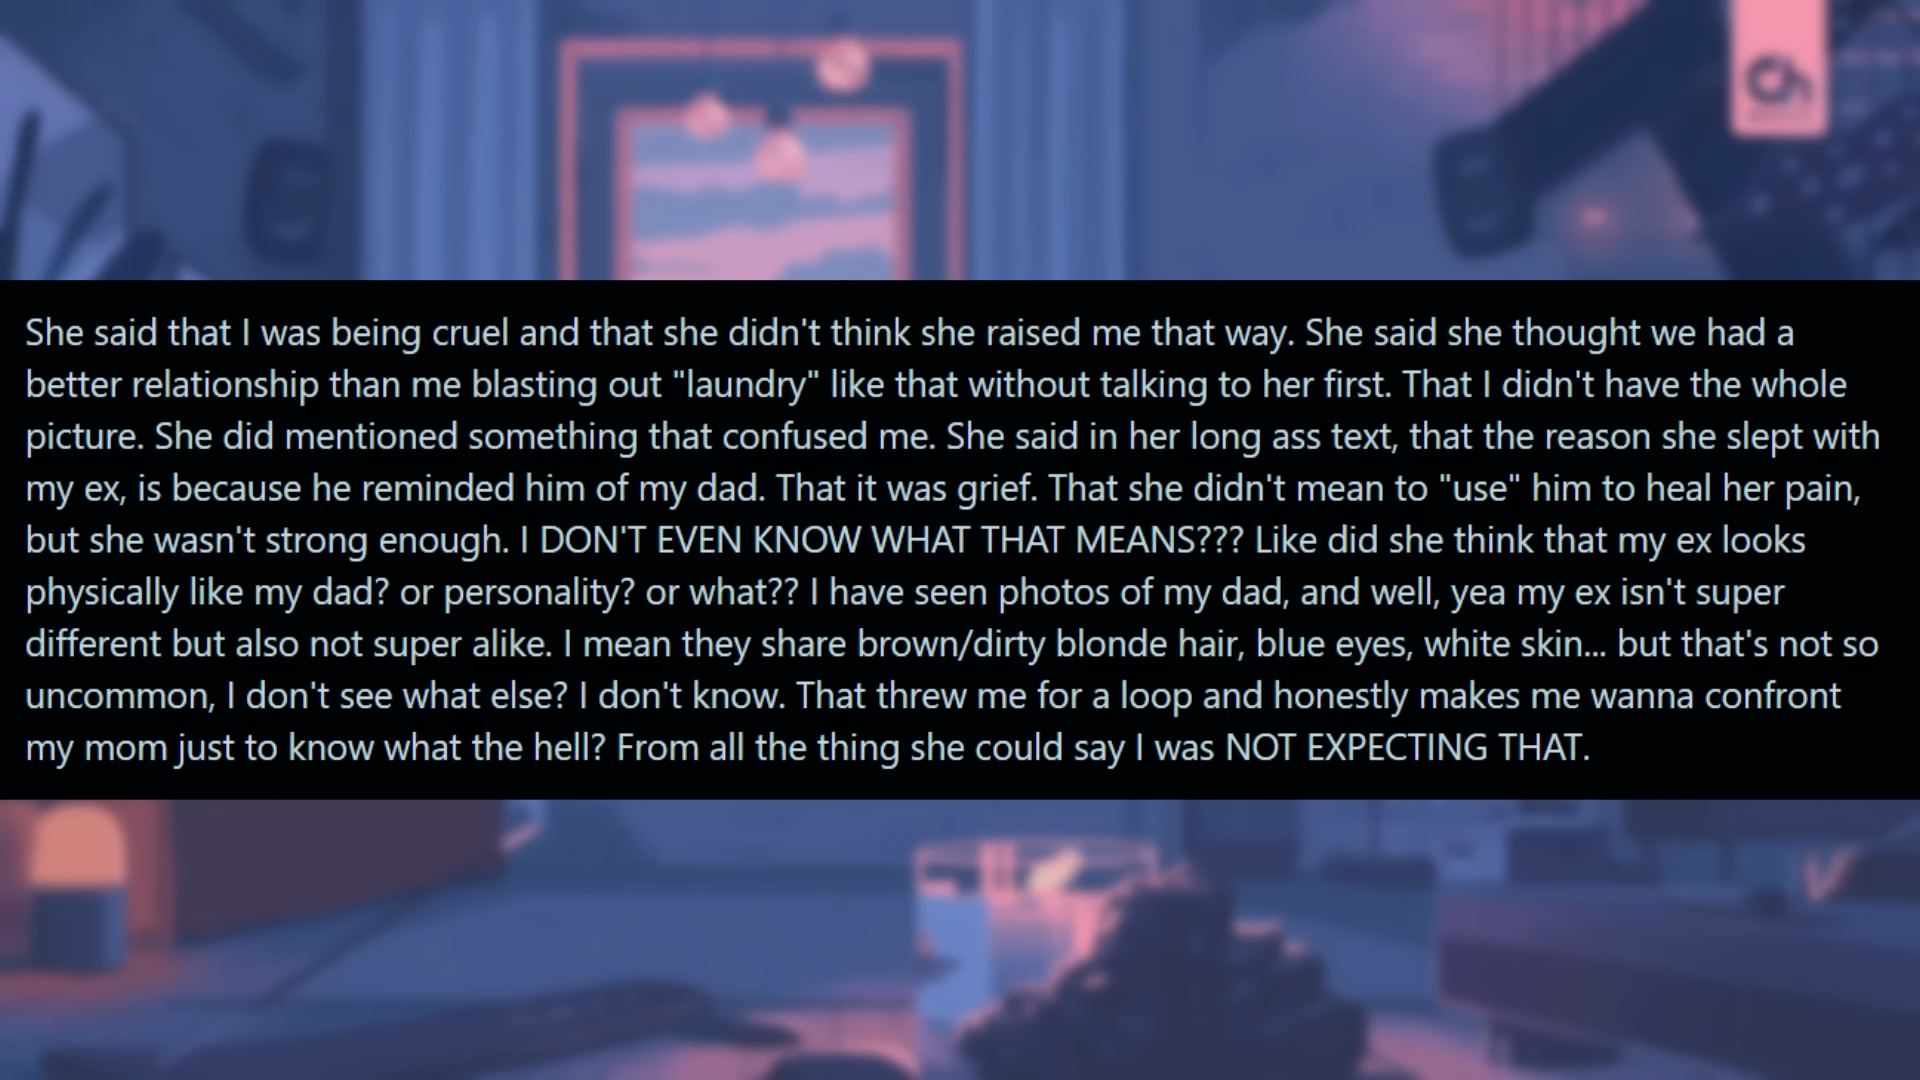 She said that I was being cruel and that she didn't think she raised me that way. She said she thought we had a
better relationship than me blasting out "laundry" like that without talking to her first. That I didn't have the whole
picture. She did mentioned something that confused me. She said in her long ass text, that the reason she slept with
my ex, is because he reminded him of my dad. That it was grief. That she didn't mean to "use" him to heal her pain,
but she wasn't strong enough. I DON'T EVEN KNOW WHAT THAT MEANS??? Like did she think that my ex looks
physically like my dad? or personality? or what?? I have seen photos of my dad, and well, yea my ex isn't super
different but also not super alike. I mean they share brown/dirty blonde hair, blue eyes, white skin... but that's not so
uncommon, I don't see what else? I don't know. That threw me for a loop and honestly makes me wanna confront
my mom just to know what the hell? From all the thing she could say I was NOT EXPECTING THAT.